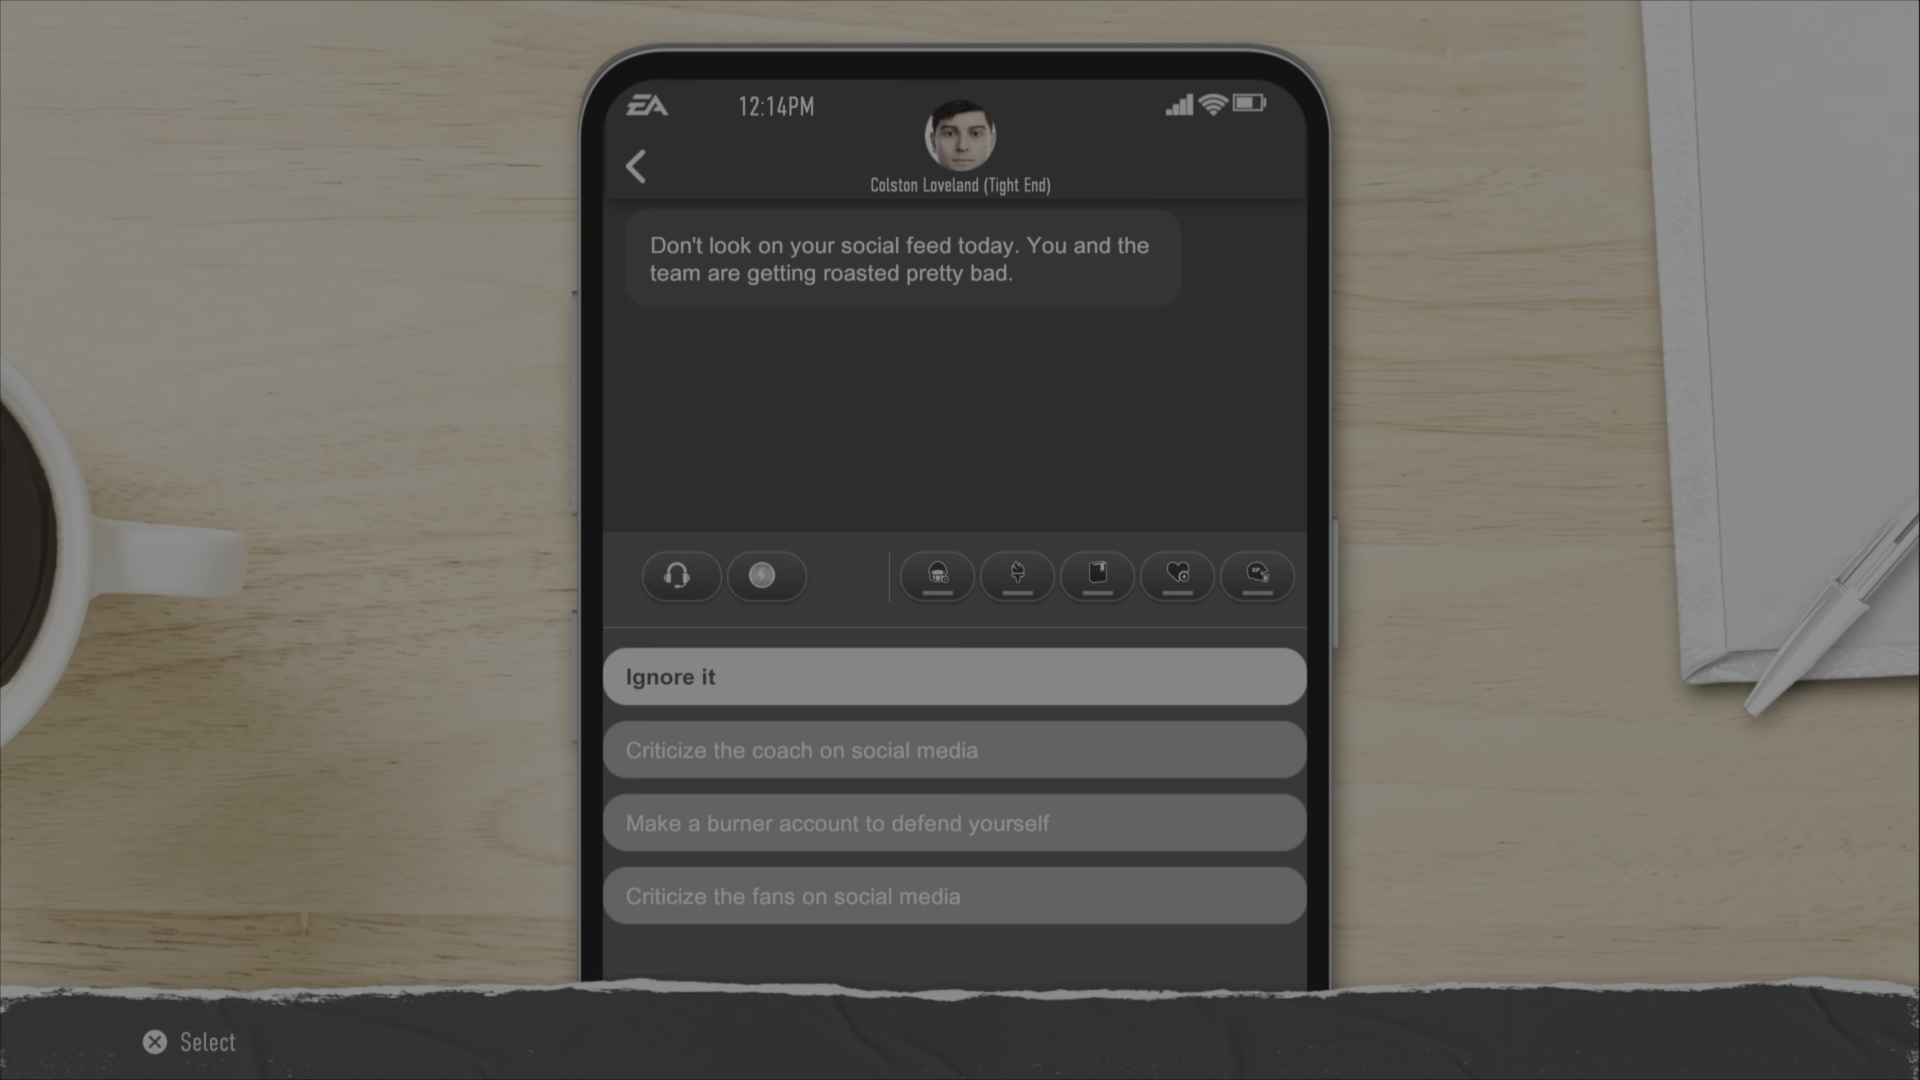 EA
12:14PM
Colston Loveland (Tight End)
Don't look on your social feed today. You and the
team are getting roasted pretty bad.
XP
Ignore it
Criticize the coach on social media
Make a burner account to defend yourself
Criticize the fans on social media
Select